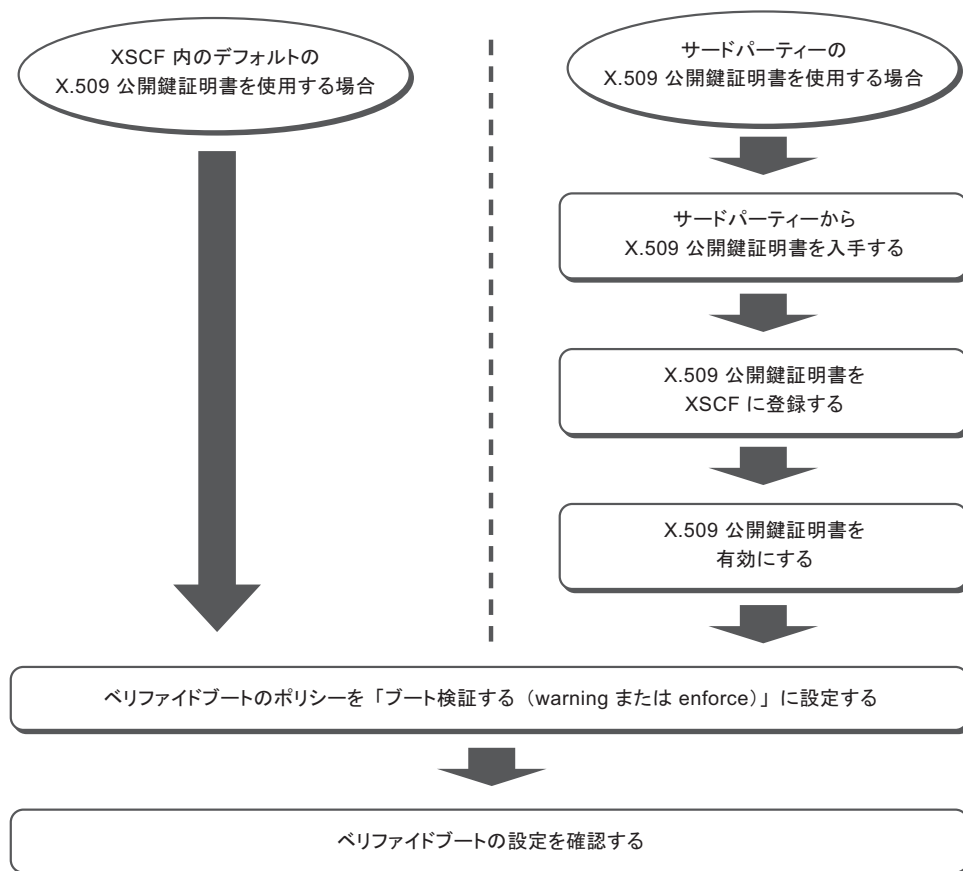 XSCF 内のデフォルトの
X.509 公開鍵証明書を使用する場合
サードパーティーの
X.509 公開鍵証明書を使用する場合
サードパーティーから
X.509 公開鍵証明書を入手する
X.509 公開鍵証明書を
XSCF に登録する
X.509 公開鍵証明書を
有効にする
ベリファイドブートのポリシーを「ブート検証する（warning または enforce）」に設定する
ベリファイドブートの設定を確認する